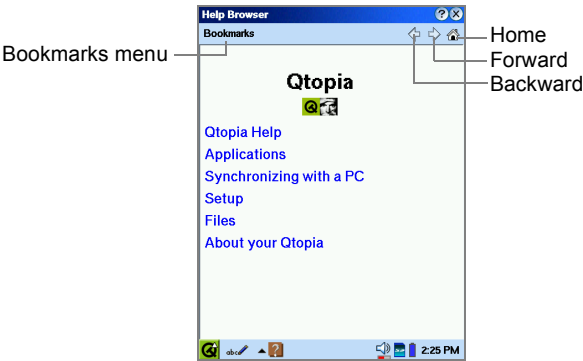 Help Browser
Bookmarks
Bookmarks menu
Home
Forward
Backward
Qtopia
Qtopia Help
Applications
Synchronizing with a PC
Setup
Files
About your Qtopia
abc
2:25 PM